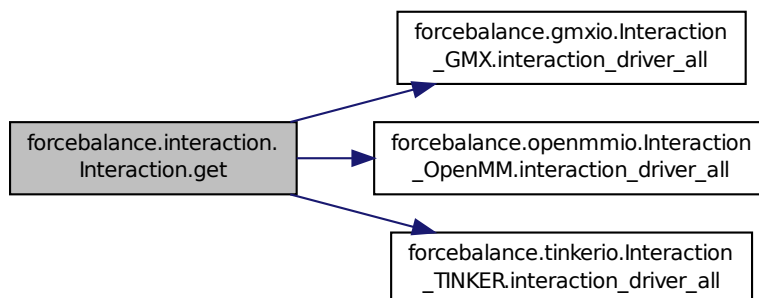 forcebalance.gmxio.Interaction
_GMX.interaction_driver_all
forcebalance.interaction.
Interaction.get
forcebalance.openmmio.Interaction
_OpenMM.interaction_driver_all
forcebalance.tinkerio.Interaction
_TINKER.interaction_driver_all